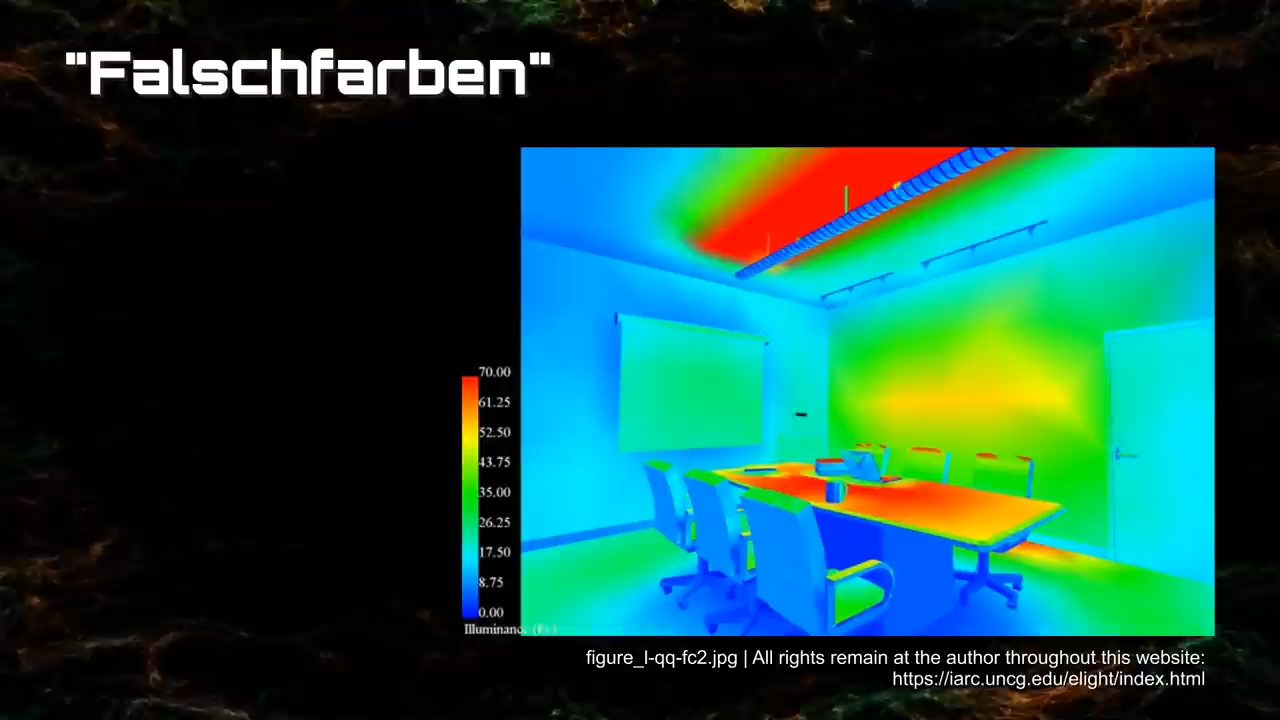 "Falschfarben"
70.00
61.25
52.50
43.75
35.00
26.25
17.50
8.75
0.00
Illuminance (Fc)
figure_l-qq-fc2.jpg | All rights remain at the author throughout this website:
https://iarc.uncg.edu/elight/index.html